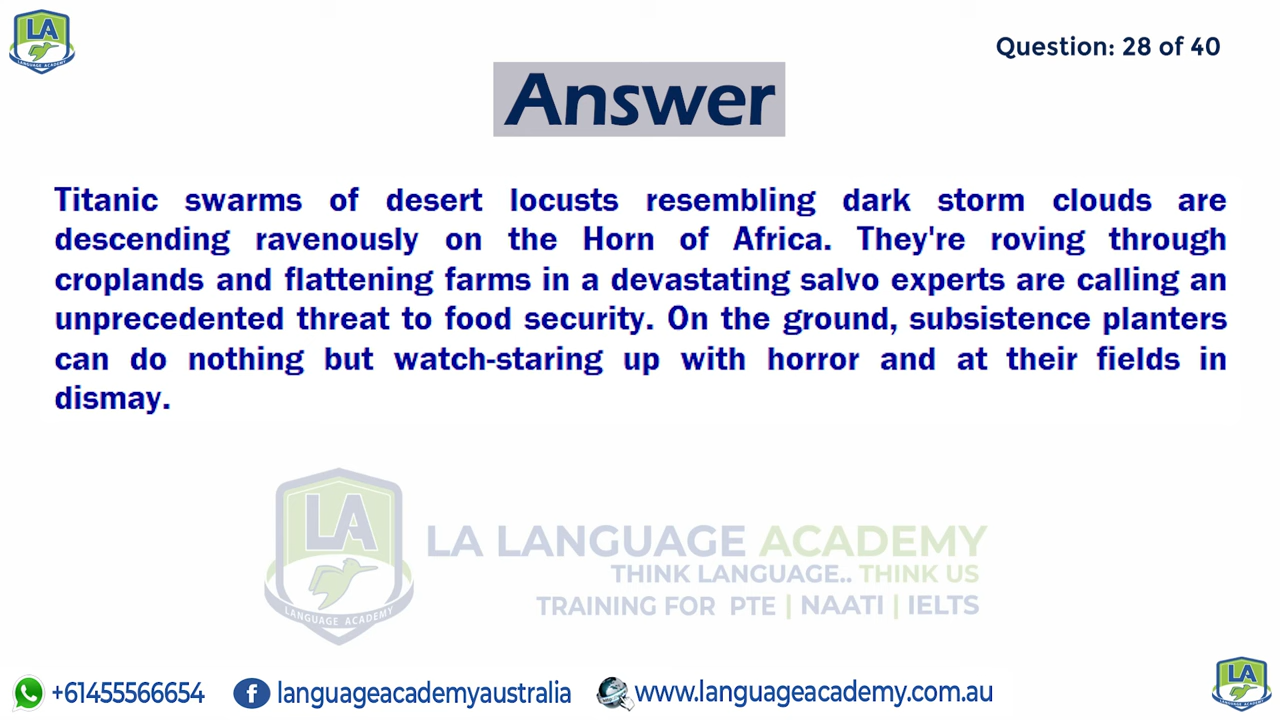 LA
LANGUAGE ACADEMY
Question: 28 of 40
Answer
Titanic swarms of desert locusts resembling dark storm clouds are
descending ravenously on the Horn of Africa. They're roving through
croplands and flattening farms in a devastating salvo experts are calling an
unprecedented threat to food security. On the ground, subsistence planters
can do nothing but watch-staring up with horror and at their fields in
dismay.
LA
LANGUAGE ACADEMY
LA LANGUAGE ACADEMY
THINK LANGUAGE.. THINK US
TRAINING FOR PTE | NAATI | IELTS
+61455566654 languageacademyaustralia www.languageacademy.com.au
LA
LANGUAGE ACADEMY